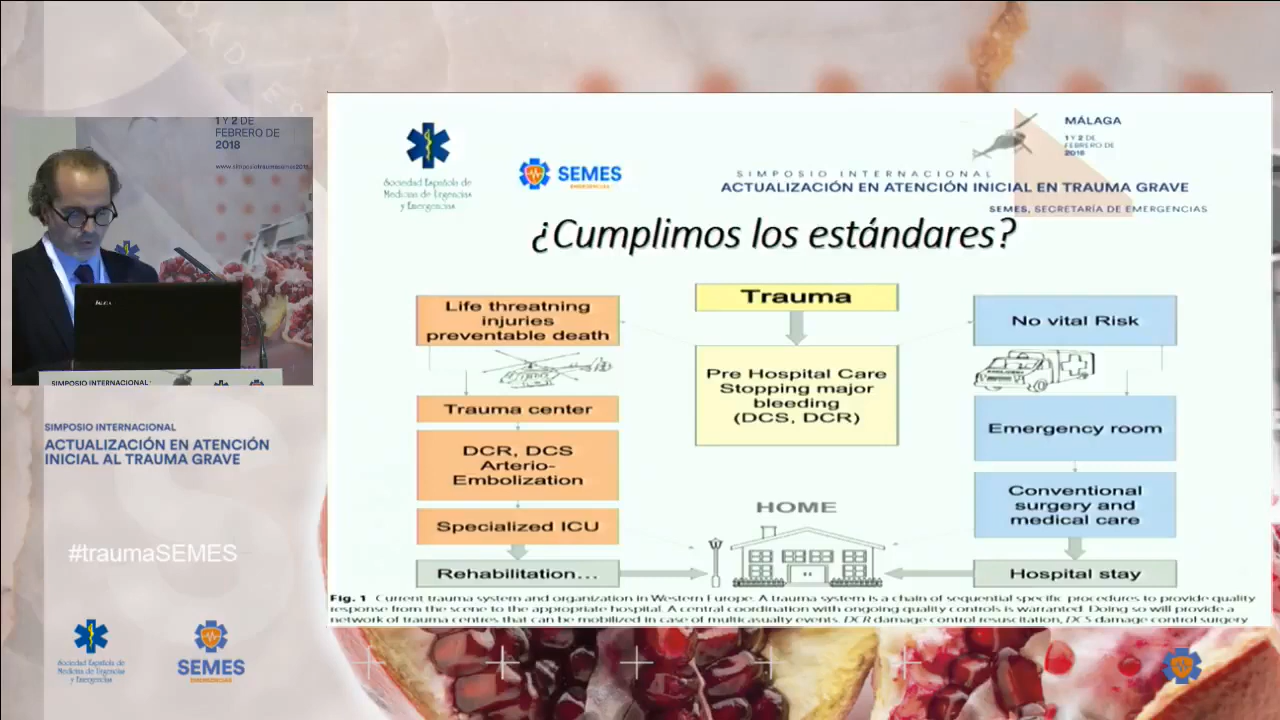 1 Y 2 DE
FEBRERO DE
2018
SIMPOSIO INTERNACIONAL
SIMPOSIO INTERNACIONAL
ACTUALIZACIÓN EN ATENCIÓN
INICIAL AL TRAUMA GRAVE
#traumaSEMES
Sociedad Española de
Medicina de Urgencias
y Emergencias
SEMES
EMERGENCIAS
Sociedad Española de
Medicina de Urgencias
y Emergencias
SEMES
EMERGENCIAS
MÁLAGA
1 Y 2 DE
FEBRERO DE
2018
SIMPOSIO INTERNACIONAL
ACTUALIZACIÓN EN ATENCIÓN INICIAL EN TRAUMA GRAVE
SEMES, SECRETARÍA DE EMERGENCIAS
¿Cumplimos los estándares?
Life threatning
injuries
preventable death
Trauma center
DCR, DCS
Arterio-
Embolization
Specialized ICU
Rehabilitation...
Trauma
Pre Hospital Care
Stopping major
bleeding
(DCS, DCR)
HOME
No vital Risk
Emergency room
Conventional
surgery and
medical care
Hospital stay
Fig. 1 Current trauma system and organization in Western Europe. A trauma system is a chain of sequential specific procedures to provide quality
response from the scene to the appropriate hospital. A central coordination with ongoing quality controls is warranted. Doing so will provide a
network of trauma centres that can be mobilized in case of multicasualty events. DCR damage control resuscitation, DCS damage control surgery